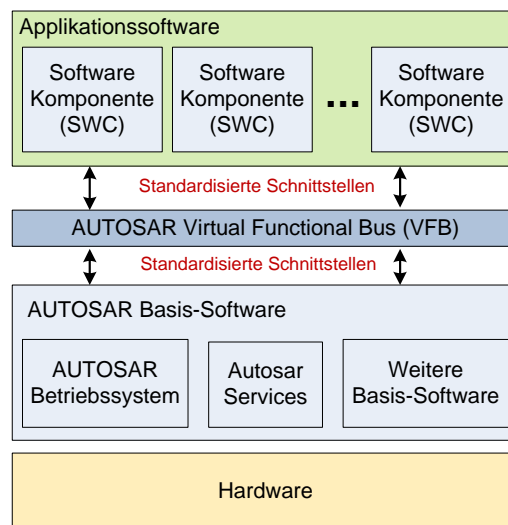 Applikationssoftware
Software
Komponente
(SWC)
Software
Komponente
(SWC)
...
Software
Komponente
(SWC)
Standardisierte Schnittstellen
AUTOSAR Virtual Functional Bus (VFB)
Standardisierte Schnittstellen
AUTOSAR Basis-Software
AUTOSAR
Betriebssystem
Autosar
Services
Weitere
Basis-Software
Hardware